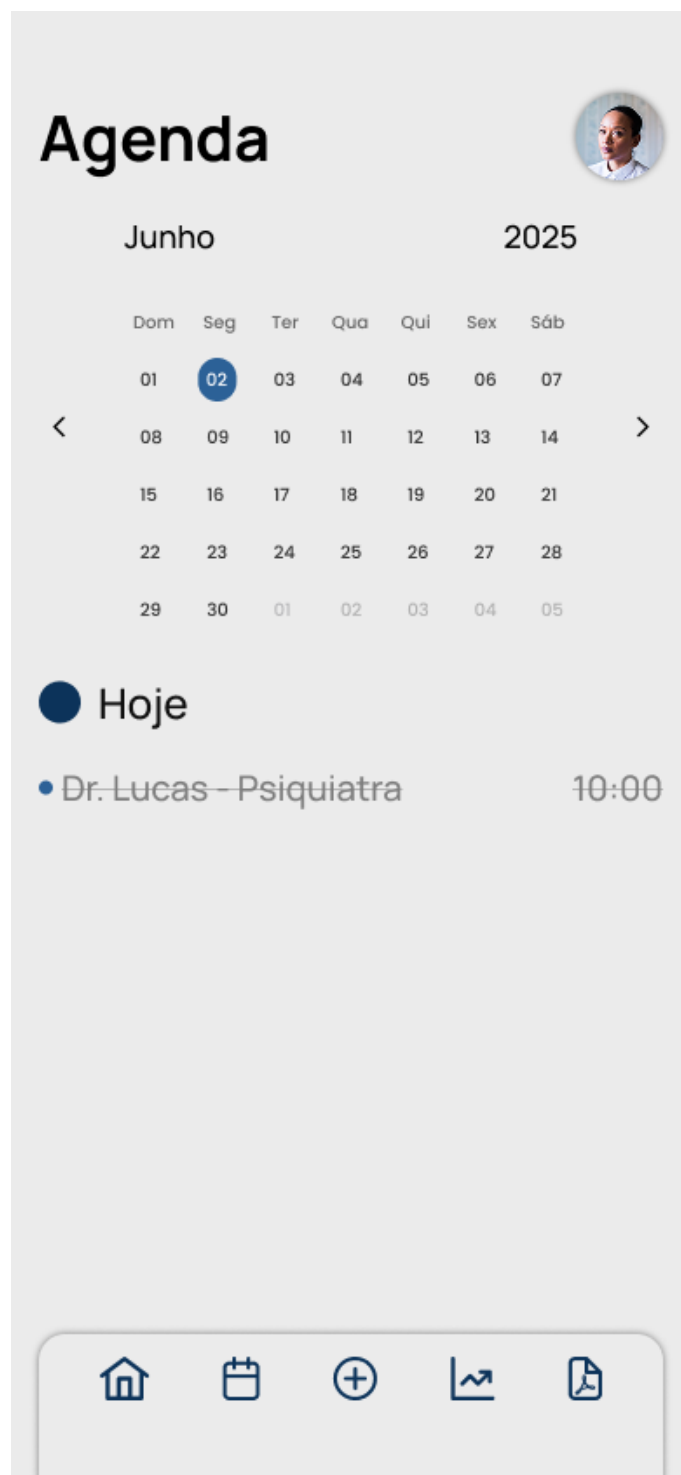 Agenda
Junho 2025
Dom Seg Ter Qua Qui Sex Sáb
01 02 03 04 05 06 07
08 09 10 11 12 13 14
15 16 17 18 19 20 21
22 23 24 25 26 27 28
29 30 01 02 03 04 05
Hoje
Dr. Lucas - Psiquiatra 10:00